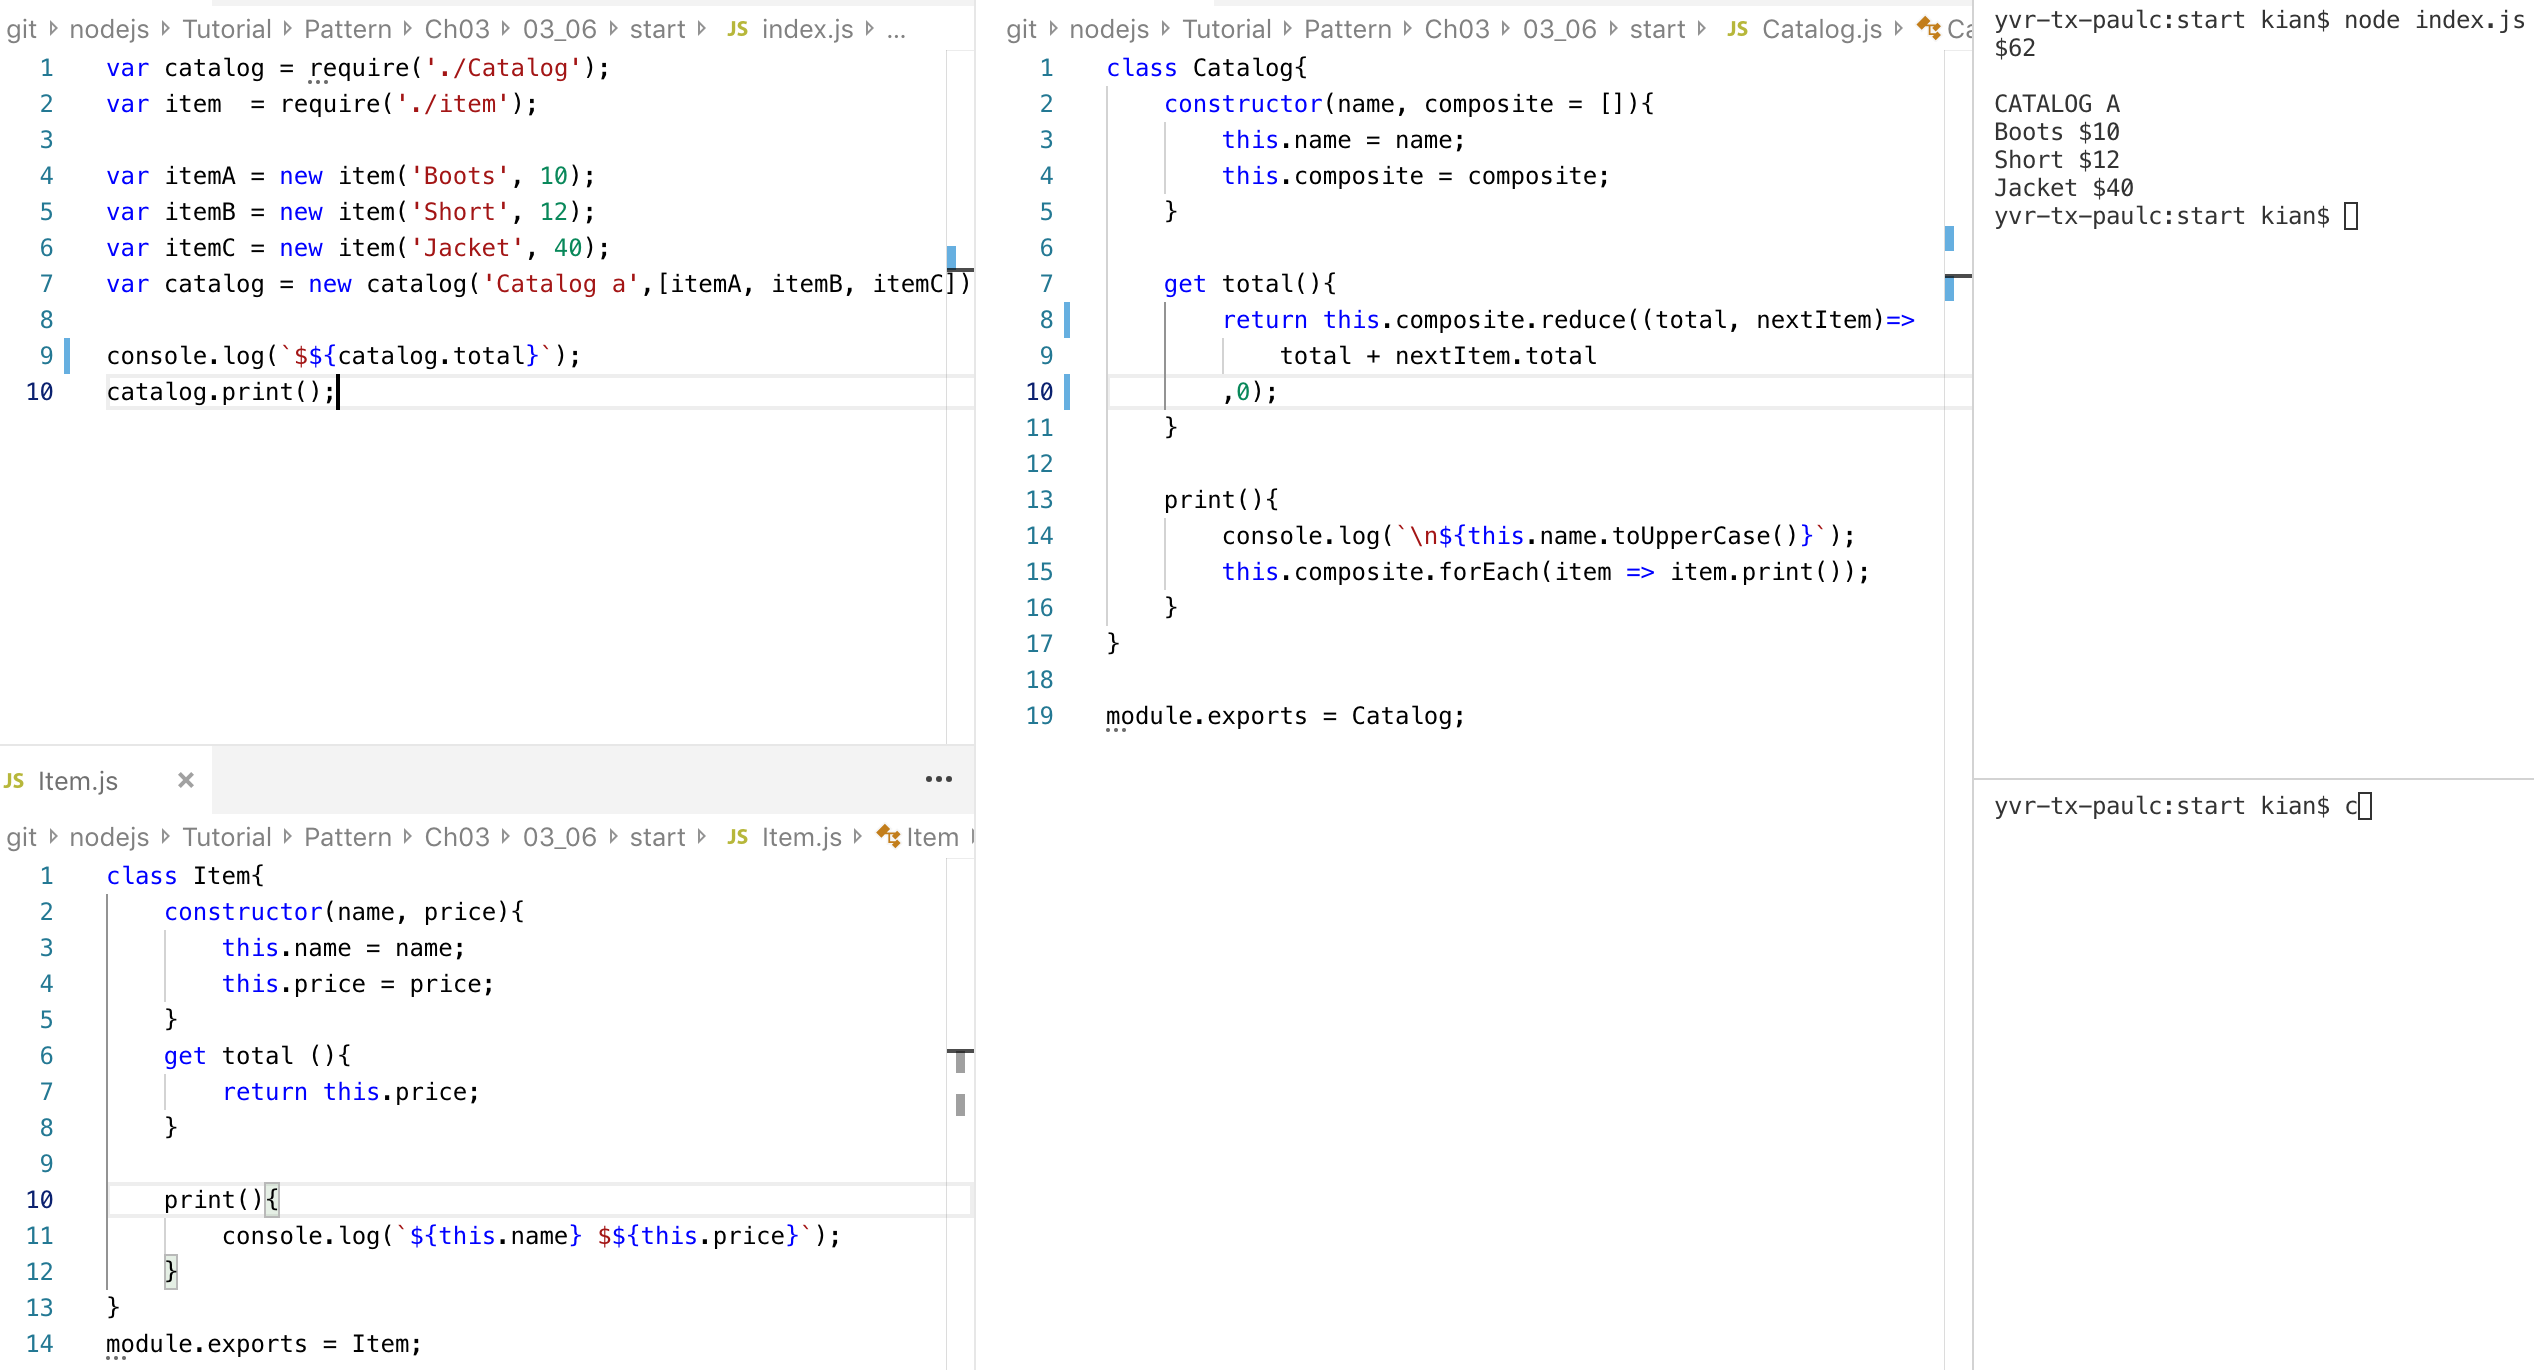 git nodejs Tutorial Pattern Ch03 03_06 start JS index.js ...
1 var catalog = require('./Catalog');
2 var item  = require('./item');
3
4 var itemA = new item('Boots', 10);
5 var itemB = new item('Short', 12);
6 var itemC = new item('Jacket', 40);
7 var catalog = new catalog('Catalog a',[itemA, itemB, itemC])
8
9 console.log(`$${catalog.total}`);
10 catalog.print();
JS Item.js × •••
git nodejs Tutorial Pattern Ch03 03_06 start JS Item.js Item
1 class Item{
2     constructor(name, price){
3         this.name = name;
4         this.price = price;
5     }
6     get total (){
7         return this.price;
8     }
9
10     print(){
11         console.log(`${this.name} $${this.price}`);
12     }
13 }
14 module.exports = Item;
git nodejs Tutorial Pattern Ch03 03_06 start JS Catalog.js Ca
1 class Catalog{
2     constructor(name, composite = []){
3         this.name = name;
4         this.composite = composite;
5     }
6
7     get total(){
8         return this.composite.reduce((total, nextItem)=>
9             total + nextItem.total
10         ,0);
11     }
12
13     print(){
14         console.log(`\n${this.name.toUpperCase()}`);
15         this.composite.forEach(item => item.print());
16     }
17 }
18
19 module.exports = Catalog;
yvr-tx-paulc:start kian$ node index.js
$62
CATALOG A
Boots $10
Short $12
Jacket $40
yvr-tx-paulc:start kian$
yvr-tx-paulc:start kian$ c